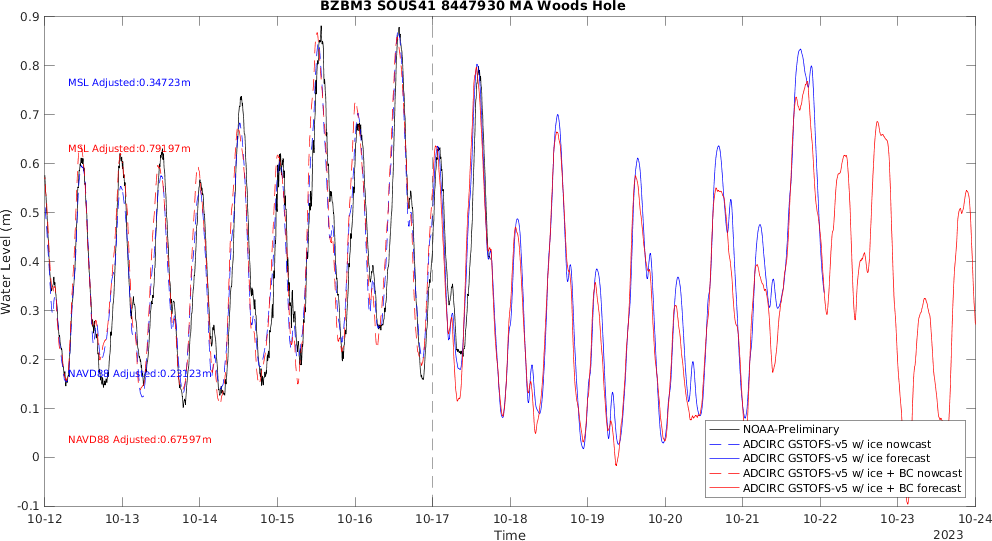 BZBM3 SOUS41 8447930 MA Woods Hole
Water Level (m)
0.9
0.8
0.7
0.6
0.5
0.4
0.3
0.2
0.1
0
-0.1
MSL Adjusted:0.34723m
MSL Adjusted:0.79197m
NAVD88 Adjusted:0.23123m
NAVD88 Adjusted:0.67597m
NOAA-Preliminary
ADCIRC GSTOFS-v5 w/ ice nowcast
ADCIRC GSTOFS-v5 w/ ice forecast
ADCIRC GSTOFS-v5 w/ ice + BC nowcast
ADCIRC GSTOFS-v5 w/ ice + BC forecast
10-12 10-13 10-14 10-15 10-16 10-17 10-18 10-19 10-20 10-21 10-22 10-23 10-24
Time
2023